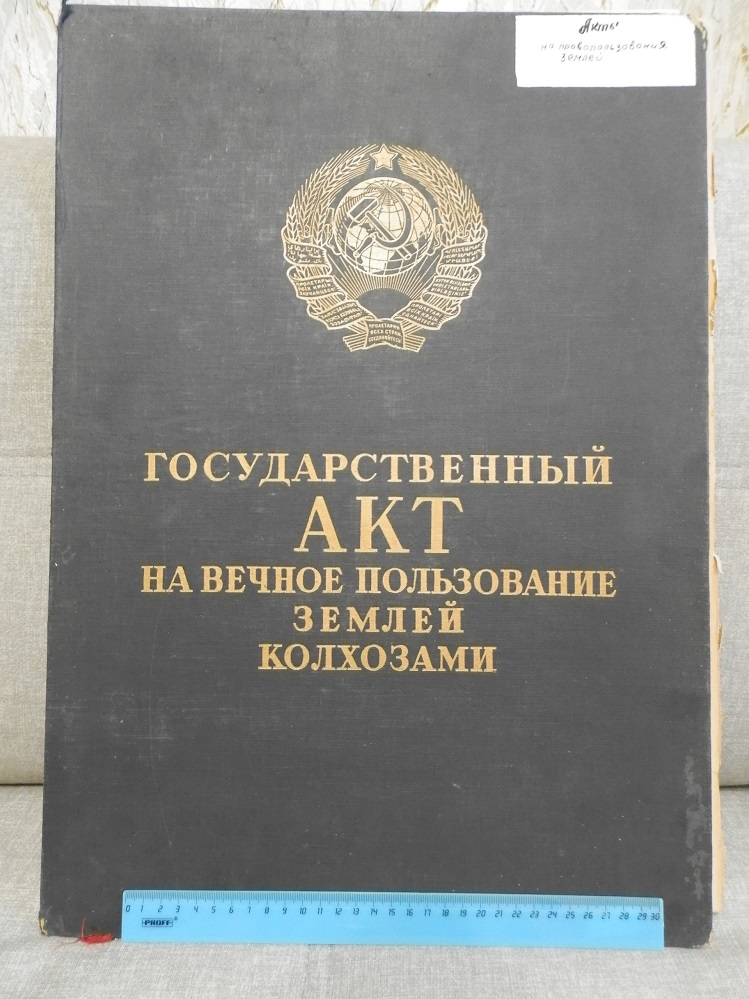 Акты
на правопользования
землей
ПРОЛЕТАРИИ
ВСЕХ СТРАН,
СОЕДИНЯЙТЕСЬ!
ГОСУДАРСТВЕННЫЙ
АКТ
НА ВЕЧНОЕ ПОЛЬЗОВАНИЕ
ЗЕМЛЕЙ
КОЛХОЗАМИ
0 1 2 3 4 5 6 7 8 9 10 11 12 13 14 15 16 17 18 19 20 21 22 23 24 25 26 27 28 29 30
PROFF®